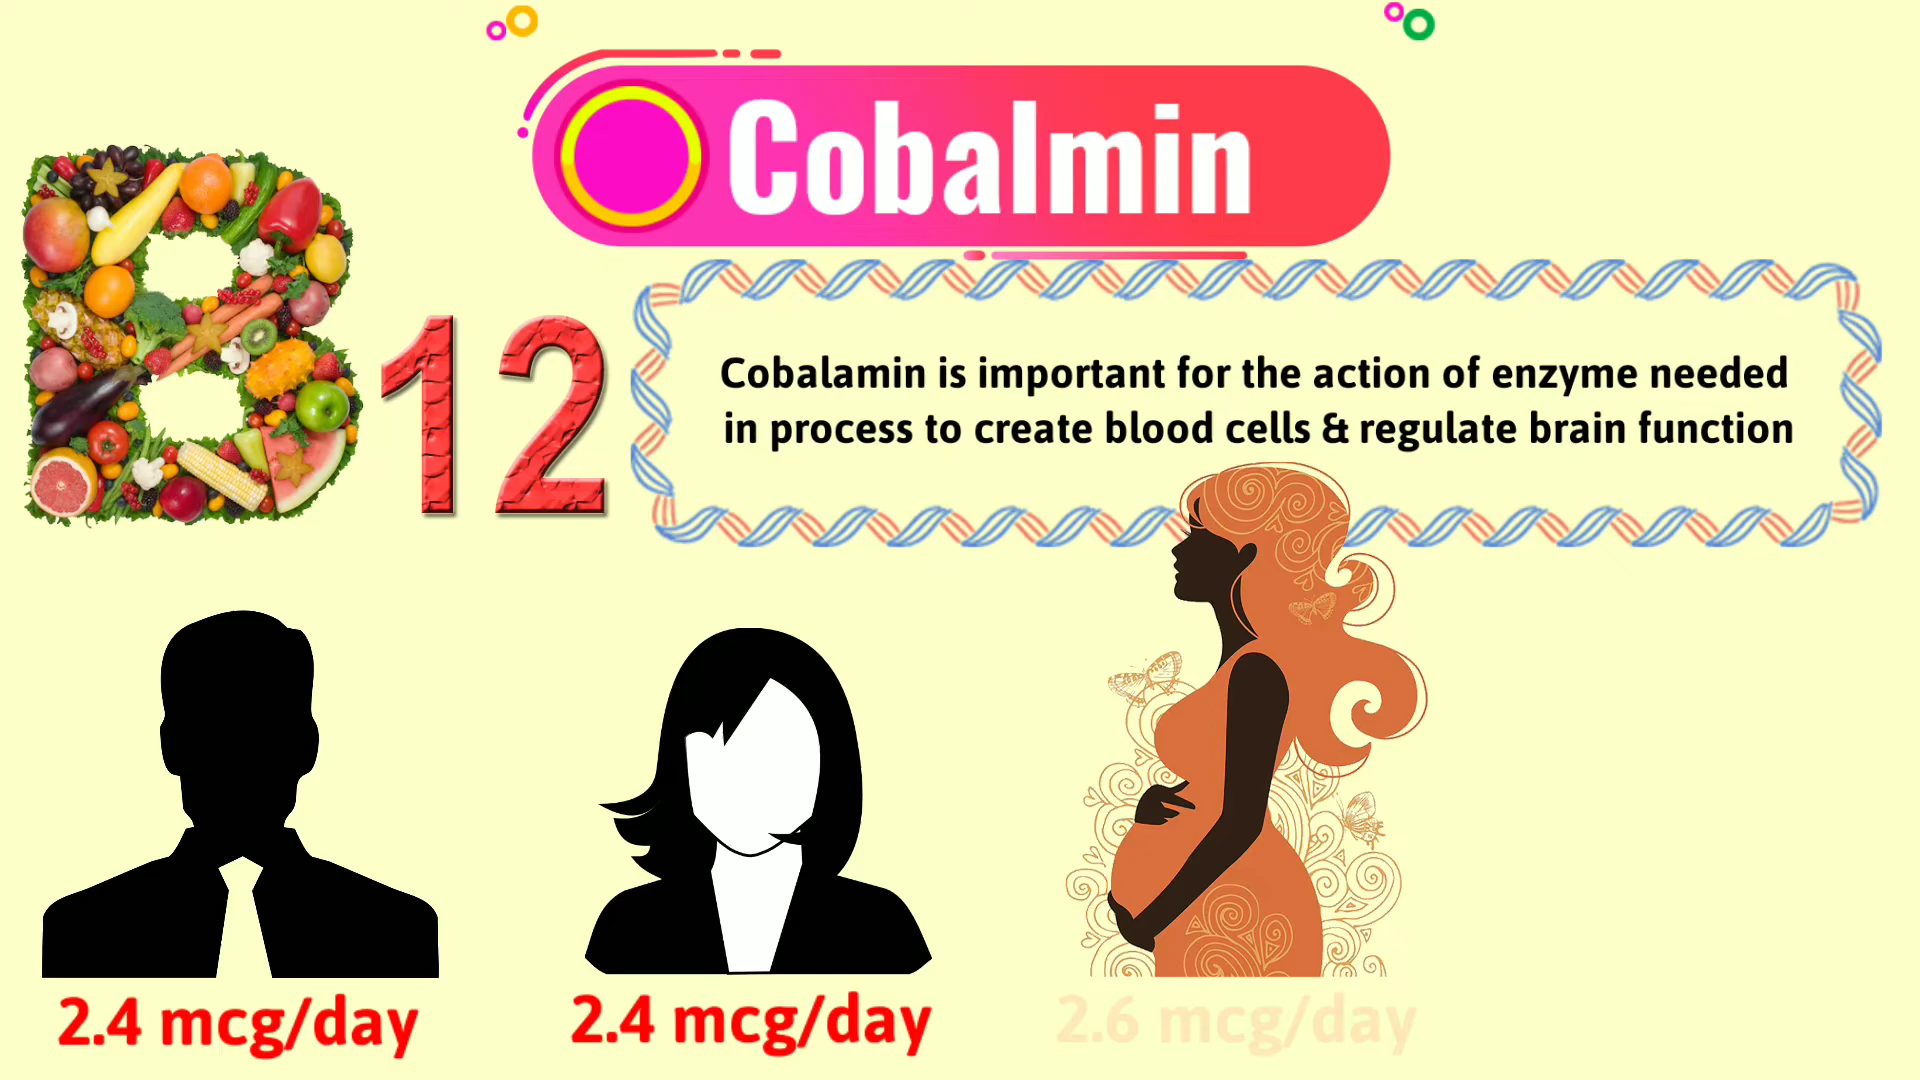 Cobalmin
B12
Cobalamin is important for the action of enzyme needed
in process to create blood cells & regulate brain function
2.4 mcg/day
2.4 mcg/day
2.6 mcg/day